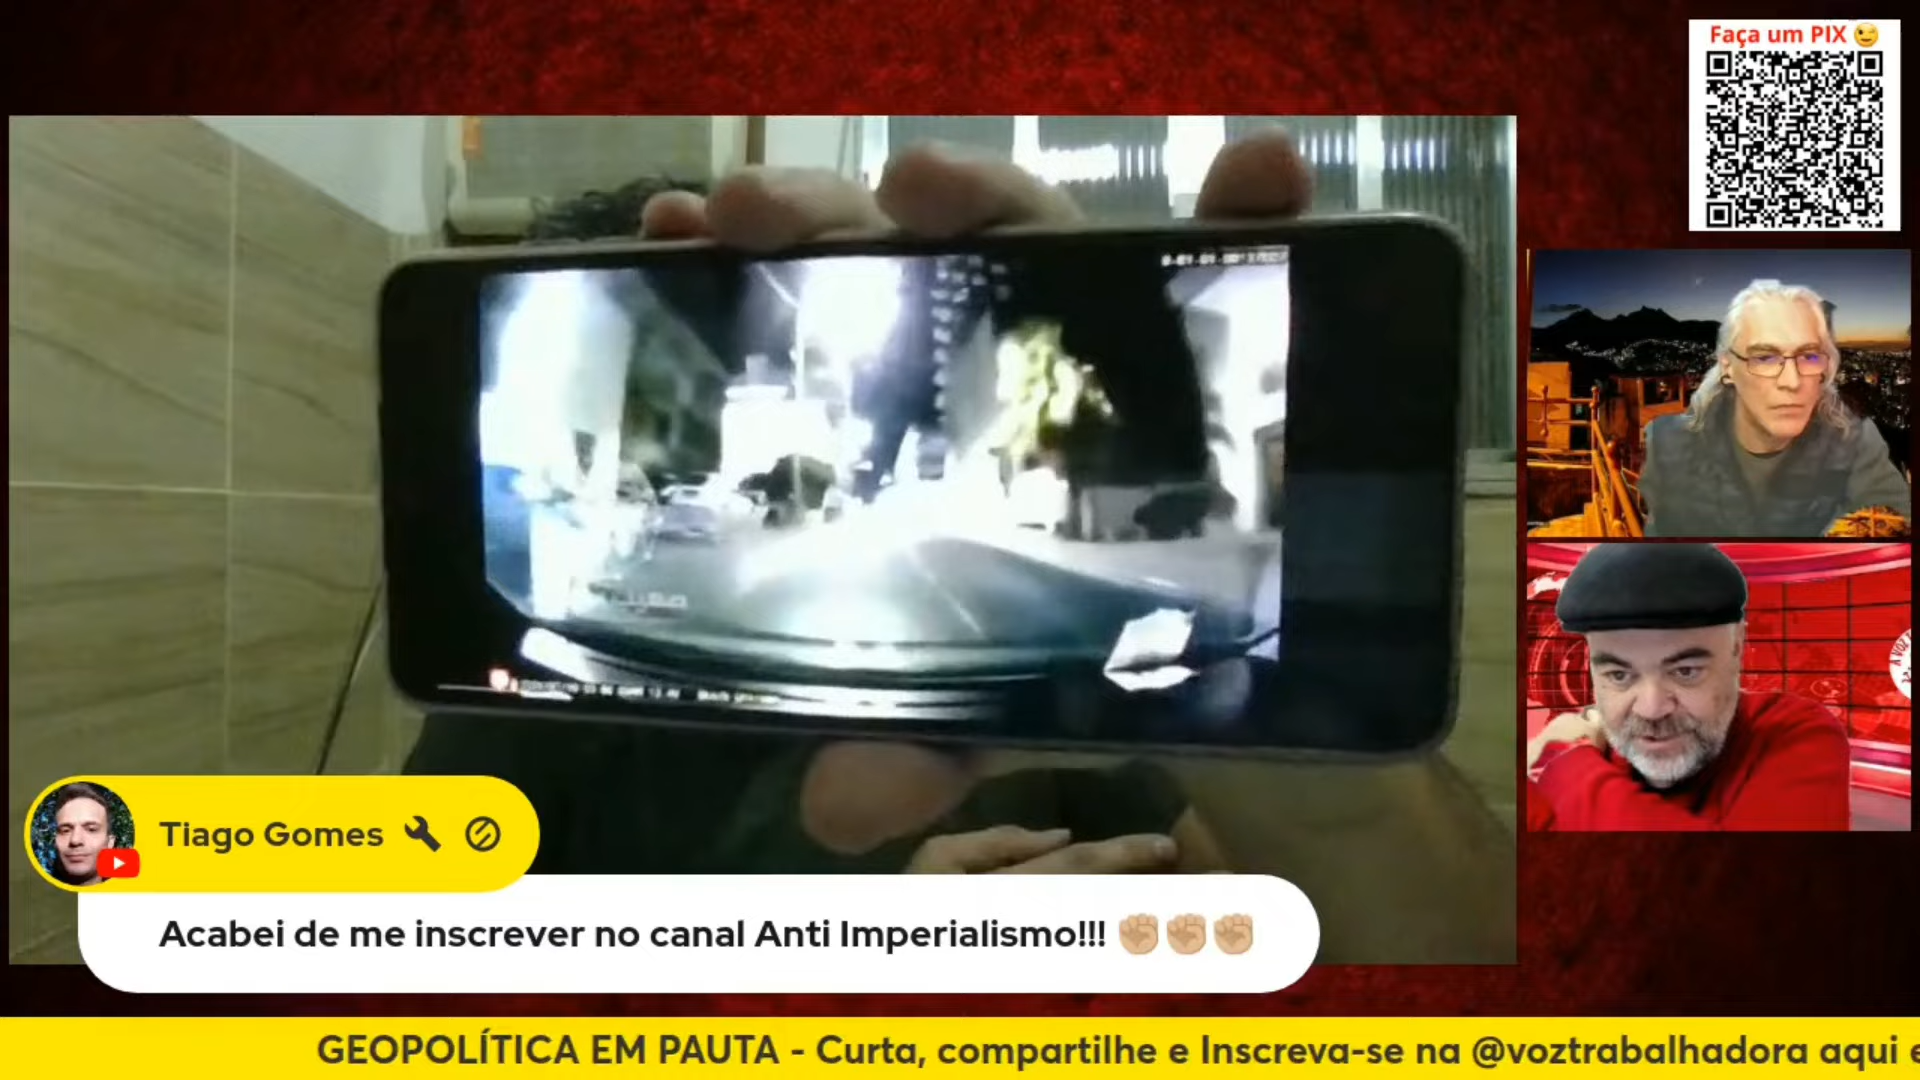 Faça um PIX 😉
Tiago Gomes
Acabei de me inscrever no canal Anti Imperialismo!!! ✊🏼✊🏼✊🏼
GEOPOLÍTICA EM PAUTA - Curta, compartilhe e Inscreva-se na @voztrabalhadora aqui e